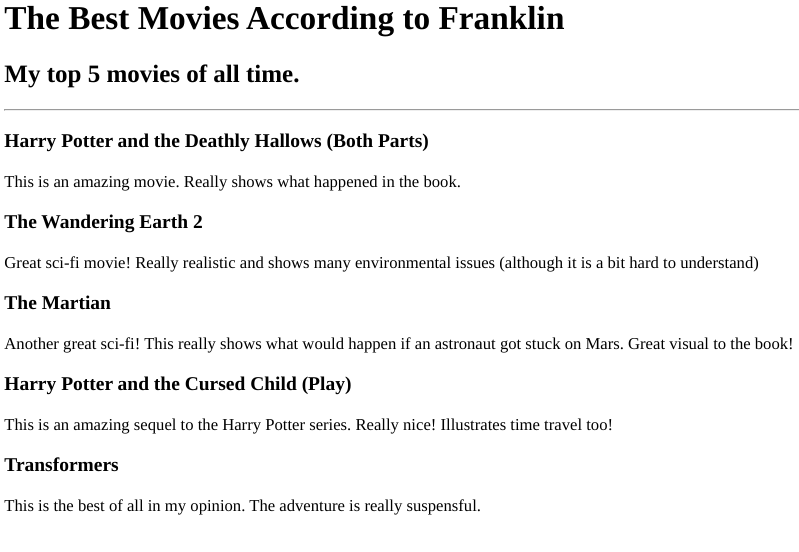 The Best Movies According to Franklin
My top 5 movies of all time.
Harry Potter and the Deathly Hallows (Both Parts)
This is an amazing movie. Really shows what happened in the book.
The Wandering Earth 2
Great sci-fi movie! Really realistic and shows many environmental issues (although it is a bit hard to understand)
The Martian
Another great sci-fi! This really shows what would happen if an astronaut got stuck on Mars. Great visual to the book!
Harry Potter and the Cursed Child (Play)
This is an amazing sequel to the Harry Potter series. Really nice! Illustrates time travel too!
Transformers
This is the best of all in my opinion. The adventure is really suspensful.